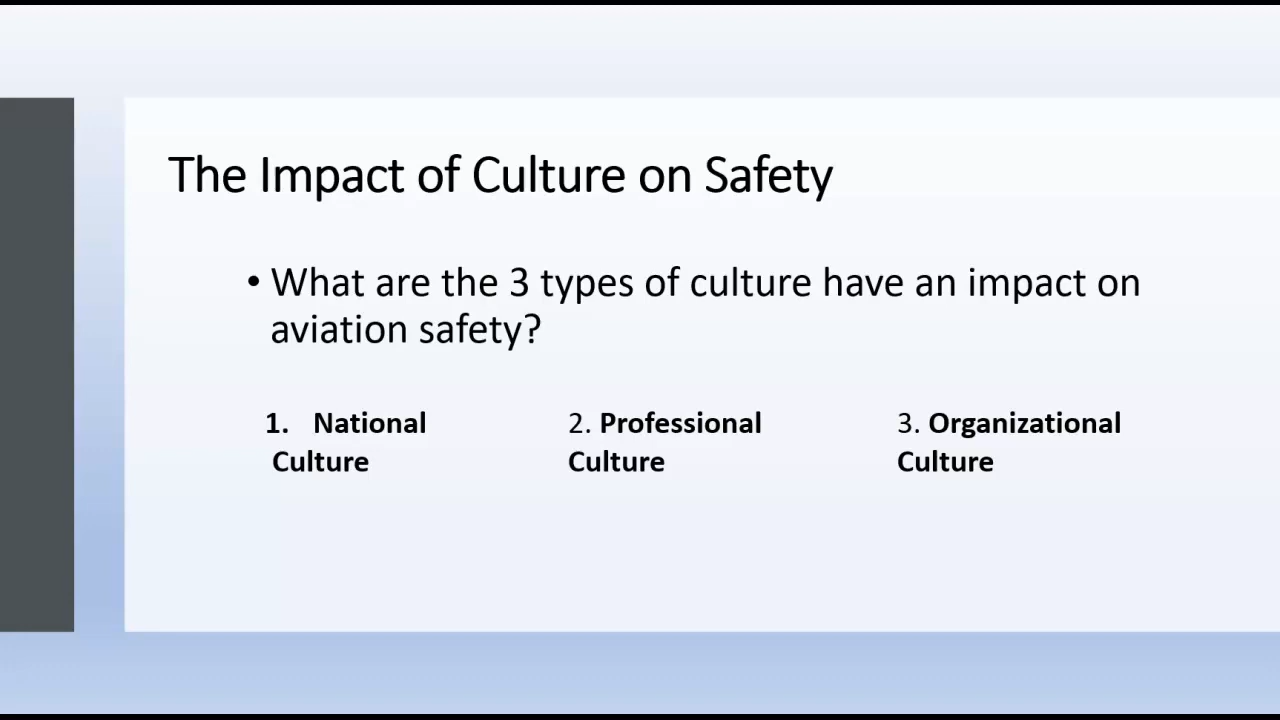 The Impact of Culture on Safety
• What are the 3 types of culture have an impact on
aviation safety?
1. National
Culture
2. Professional
Culture
3. Organizational
Culture